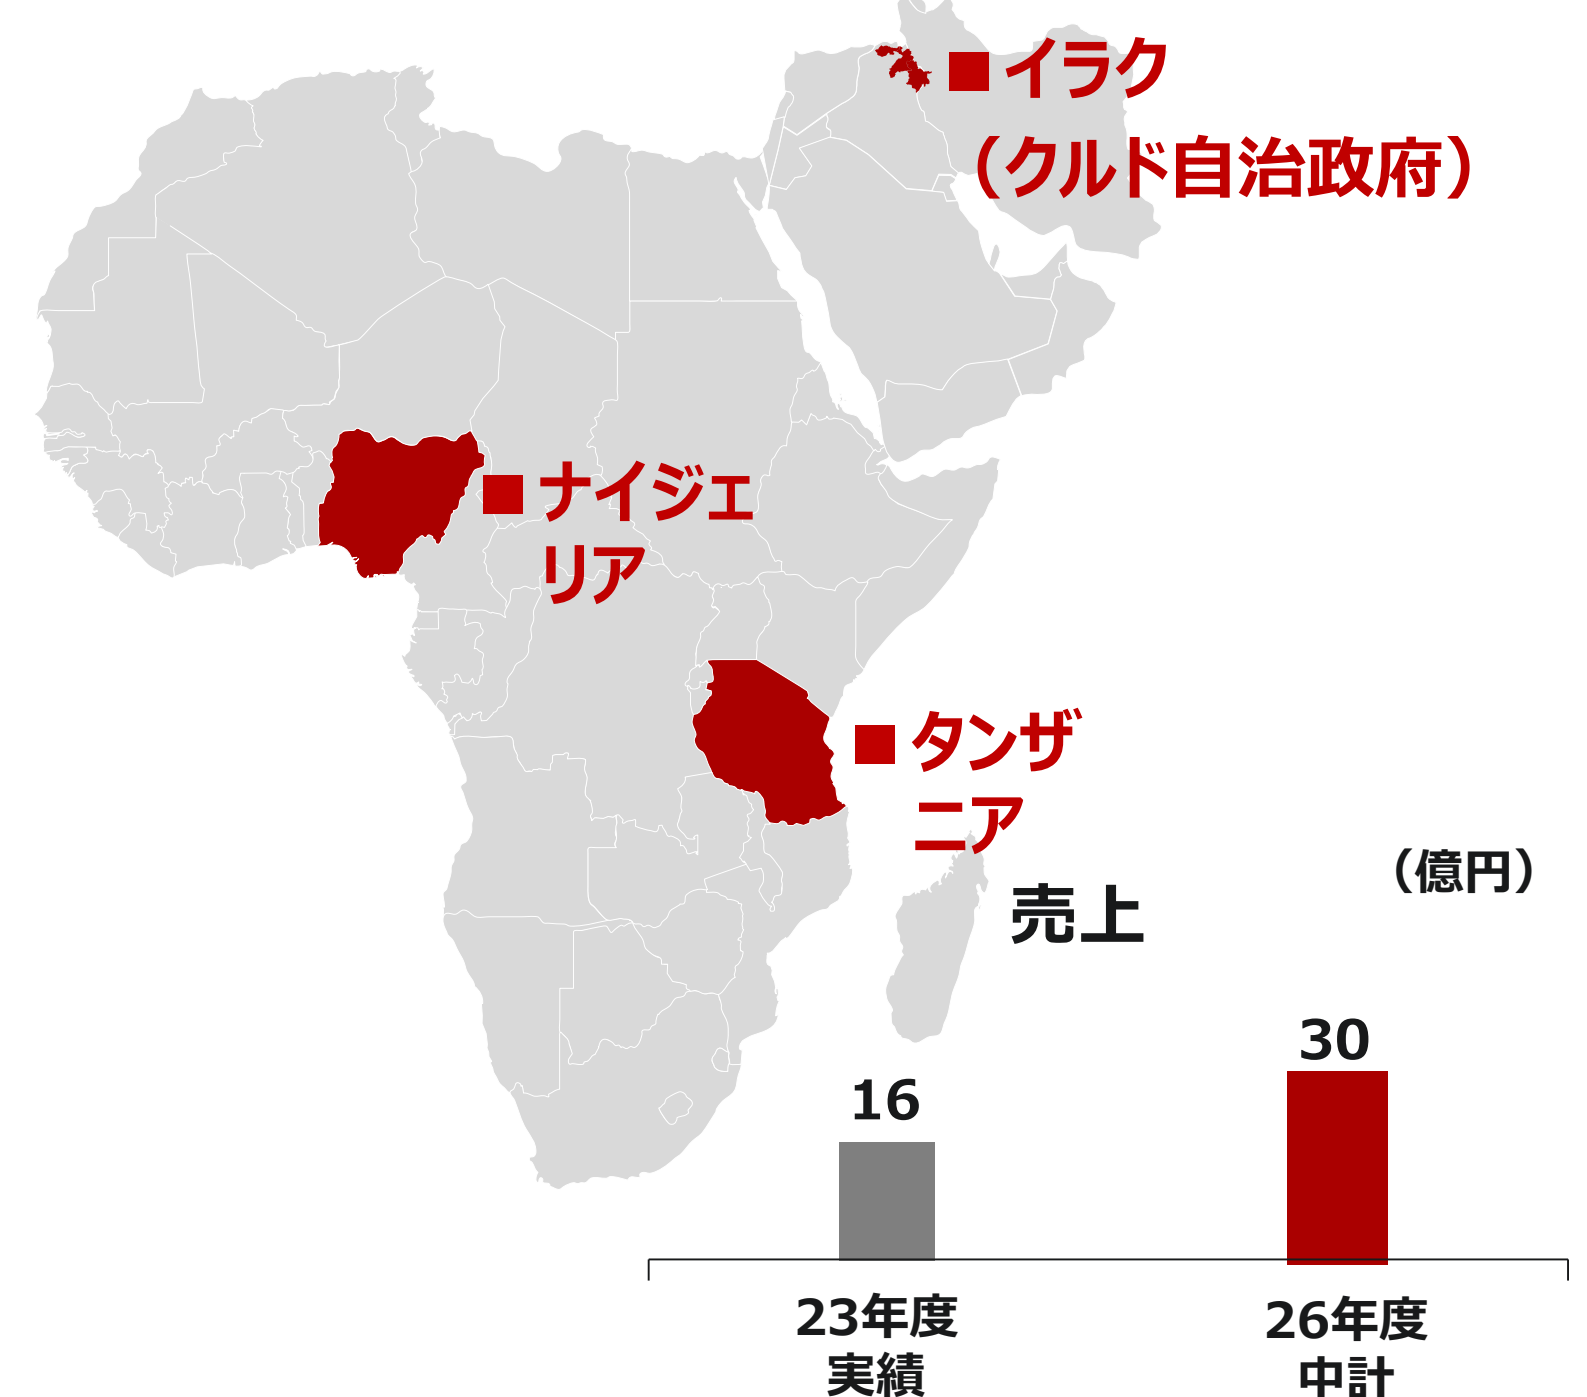 ■イラク
（クルド自治政府）
■ナイジェ
リア
■タンザ
ニア
売上
（億円）
30
16
23年度
実績
26年度
中計